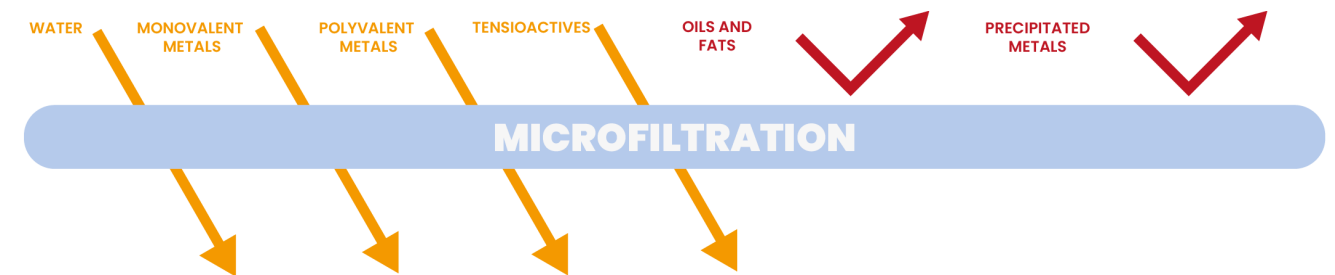 WATER
MONOVALENT
METALS
POLYVALENT
METALS
TENSIOACTIVES
OILS AND
FATS
PRECIPITATED
METALS
MICROFILTRATION